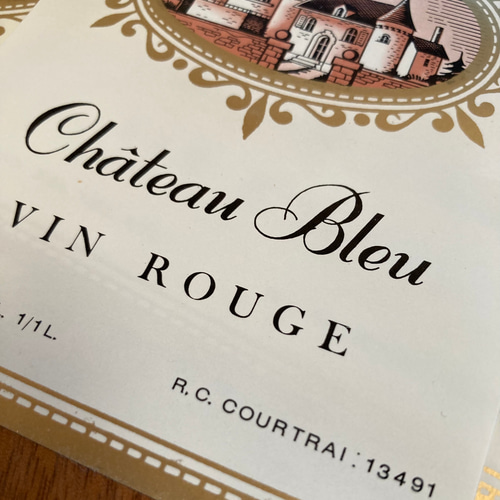 Château Bleu
VIN ROUGE
1/1L.
R.C. COURTRAI: 13491